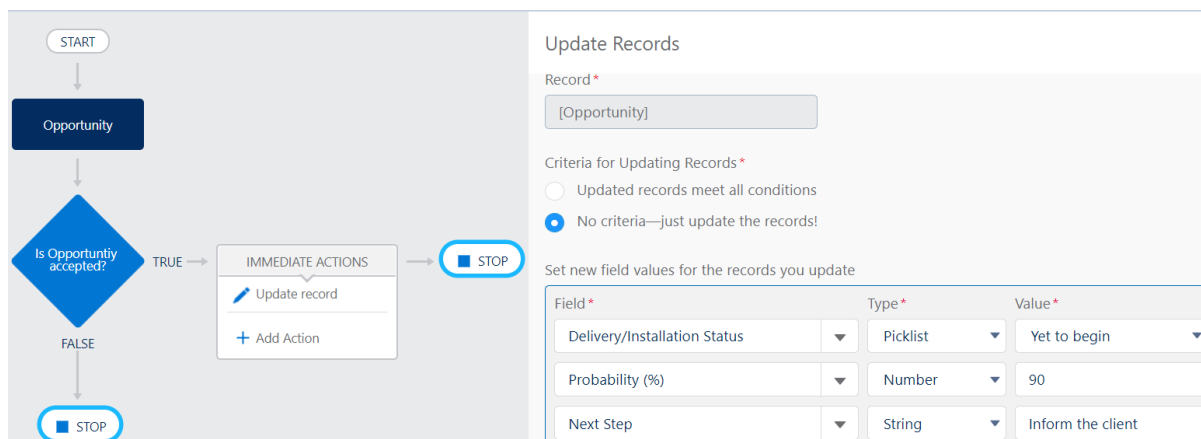 START
Opportunity
Is Opportuntiy
accepted?
TRUE
IMMEDIATE ACTIONS
Update record
Add Action
STOP
FALSE
STOP
Update Records
Record*
[Opportunity]
Criteria for Updating Records*
Updated records meet all conditions
No criteria—just update the records!
Set new field values for the records you update
Field* Type* Value*
Delivery/Installation Status Picklist Yet to begin
Probability (%) Number 90
Next Step String Inform the client